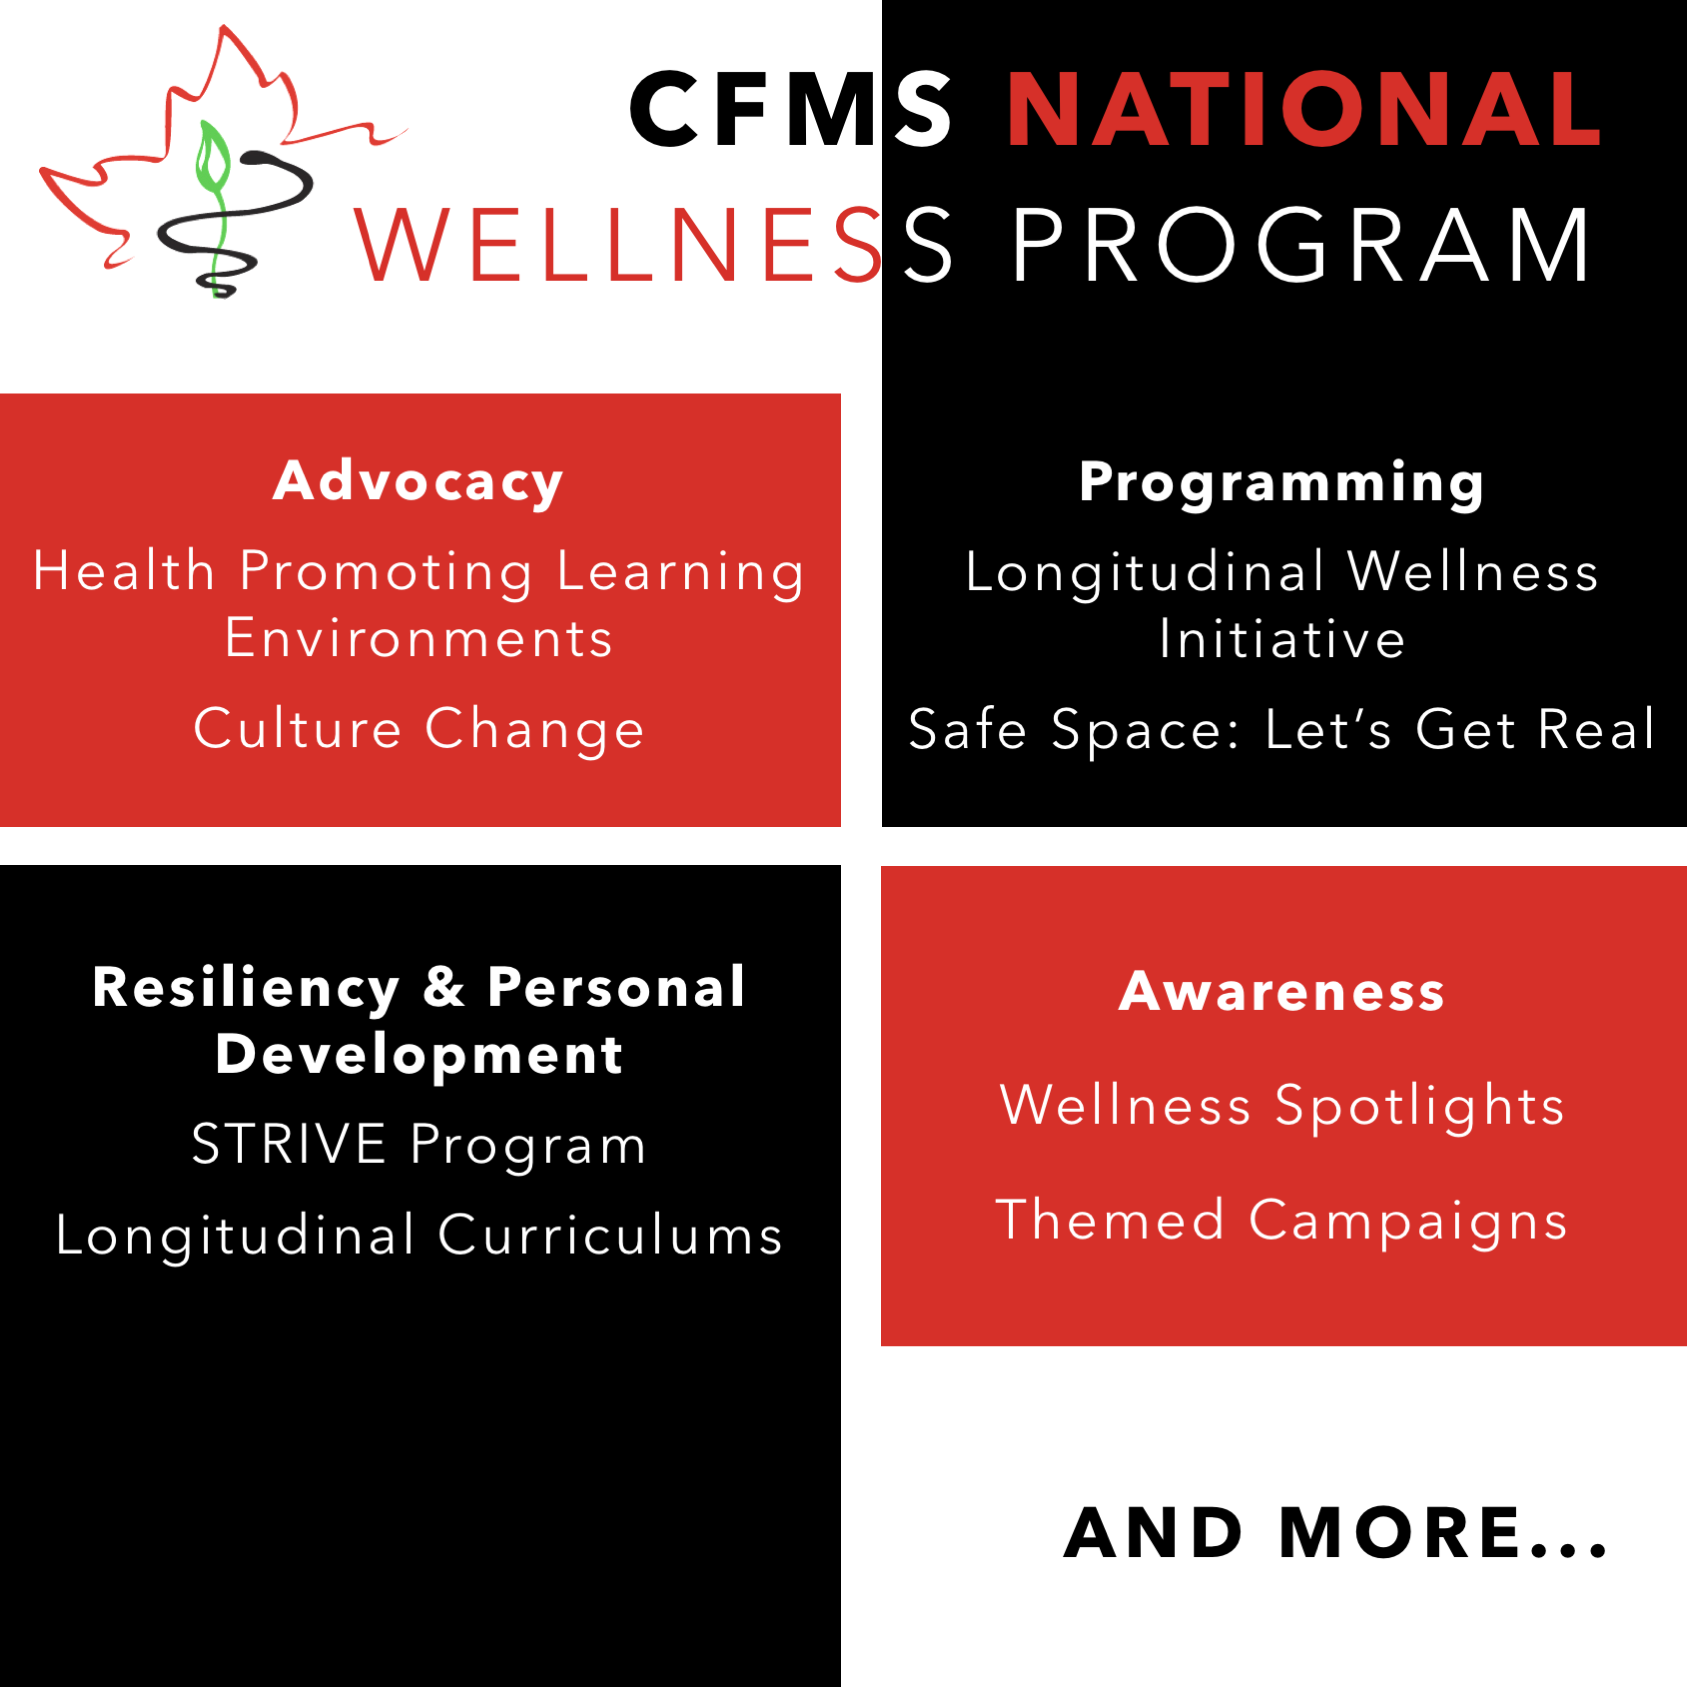 CFMS NATIONAL
WELLNESS PROGRAM
Advocacy
Health Promoting Learning
Environments
Culture Change
Programming
Longitudinal Wellness
Initiative
Safe Space: Let’s Get Real
Resiliency & Personal
Development
STRIVE Program
Longitudinal Curriculums
Awareness
Wellness Spotlights
Themed Campaigns
AND MORE...